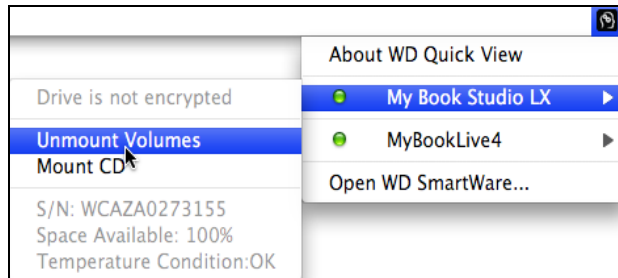 About WD Quick View
My Book Studio LX
MyBookLive4
Open WD SmartWare...
Drive is not encrypted
Unmount Volumes
Mount CD
S/N: WCAZA0273155
Space Available: 100%
Temperature Condition:OK